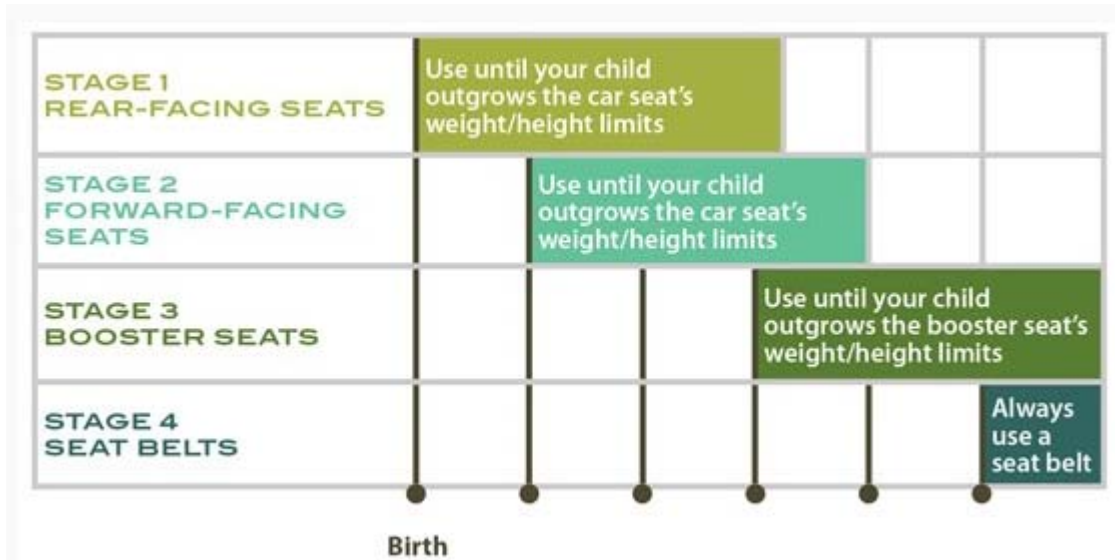 STAGE 1
REAR-FACING SEATS
Use until your child
outgrows the car seat's
weight/height limits
STAGE 2
FORWARD-FACING
SEATS
Use until your child
outgrows the car seat's
weight/height limits
STAGE 3
BOOSTER SEATS
Use until your child
outgrows the booster seat's
weight/height limits
STAGE 4
SEAT BELTS
Always
use a
seat belt
Birth